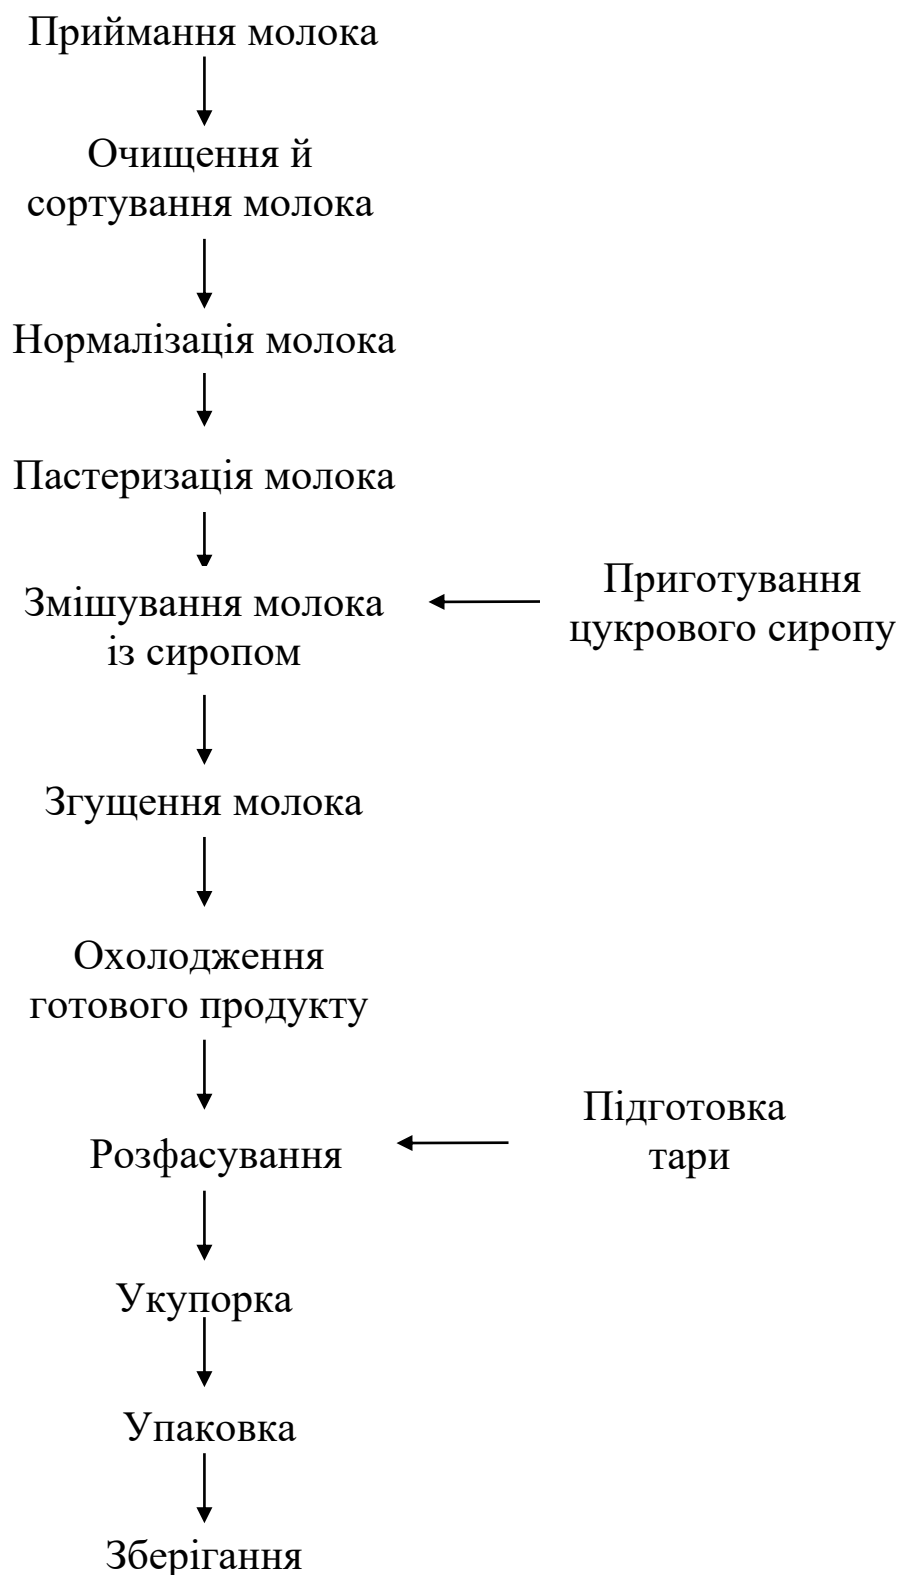 Приймання молока
Очищення й
сортування молока
Нормалізація молока
Пастеризація молока
Змішування молока
із сиропом
Приготування
цукрового сиропу
Згущення молока
Охолодження
готового продукту
Розфасування
Підготовка
тари
Укупорка
Упаковка
Зберігання